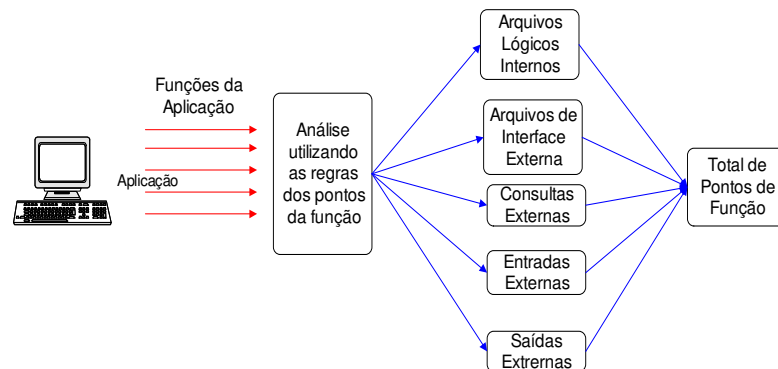 Funções da
Aplicação
Aplicação
Análise
utilizando
as regras
dos pontos
da função
Arquivos
Lógicos
Internos
Arquivos de
Interface
Externa
Consultas
Externas
Entradas
Externas
Saídas
Extrernas
Total de
Pontos de
Função